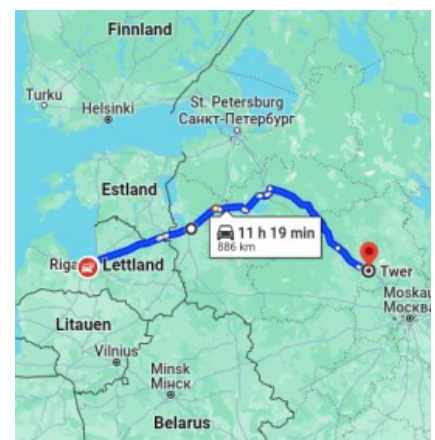 Finnland
Turku
Helsinki
St. Petersburg
Санкт-Петербург
Estland
11 h 19 min
886 km
Riga
Lettland
Twer
Moskau
Москва
Litauen
Vilnius
Minsk
Мінск
Belarus